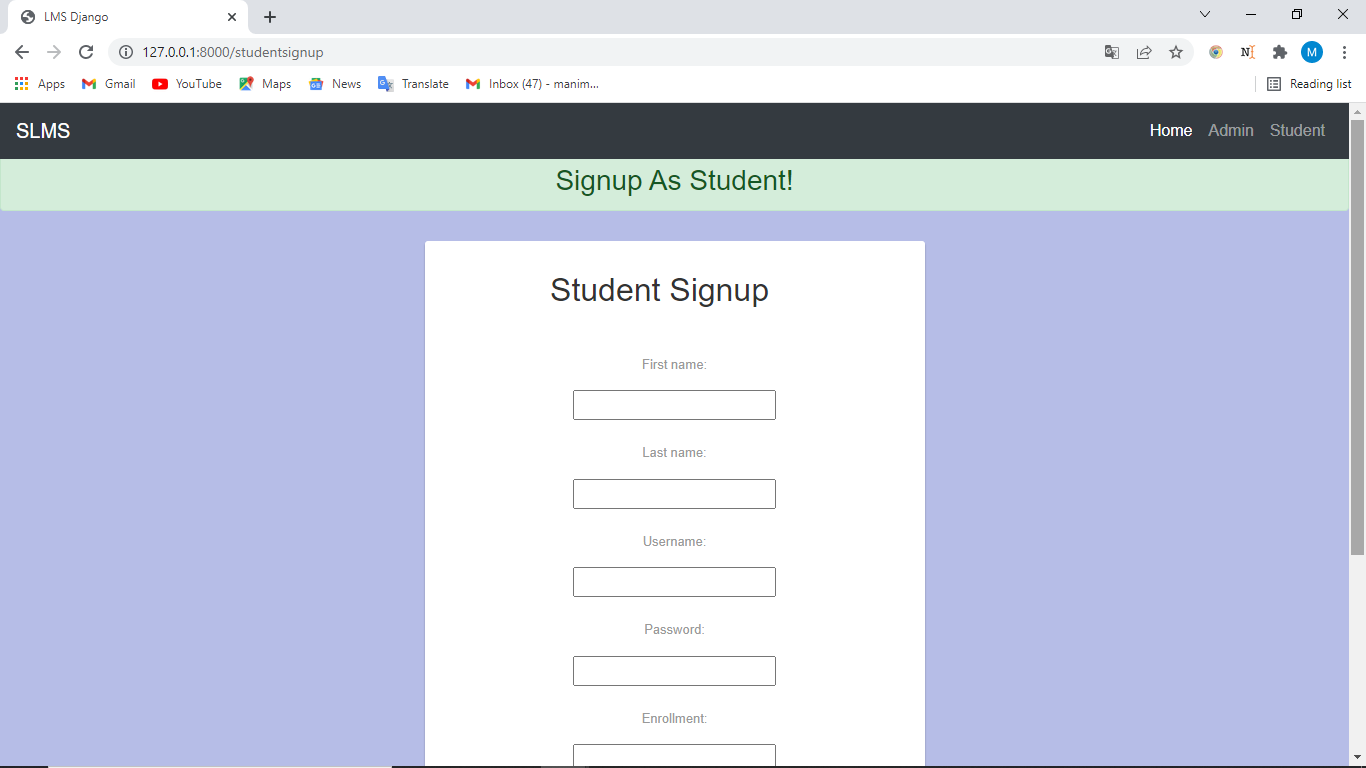 LMS Django
127.0.0.1:8000/studentsignup
M
Apps Gmail YouTube Maps News Translate Inbox (47) - manim... Reading list
SLMS Home Admin Student
Signup As Student!
Student Signup
First name:
Last name:
Username:
Password:
Enrollment: